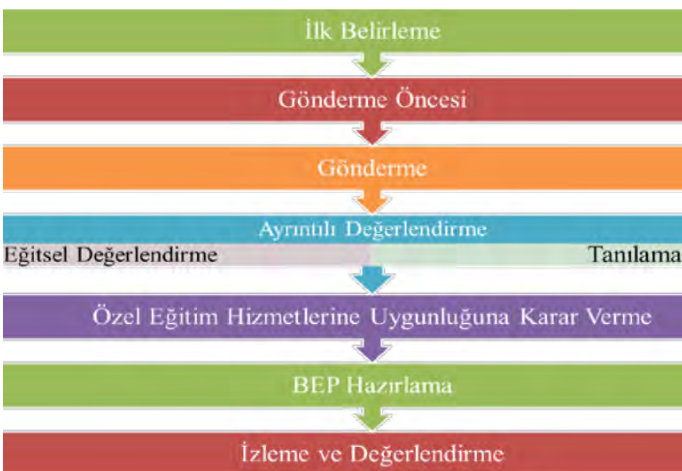 İlk Belirleme
Gönderme Öncesi
Gönderme
Ayrıntılı Değerlendirme
Eğitsel Değerlendirme Tanılama
Özel Eğitim Hizmetlerine Uygunluğuna Karar Verme
BEP Hazırlama
İzleme ve Değerlendirme